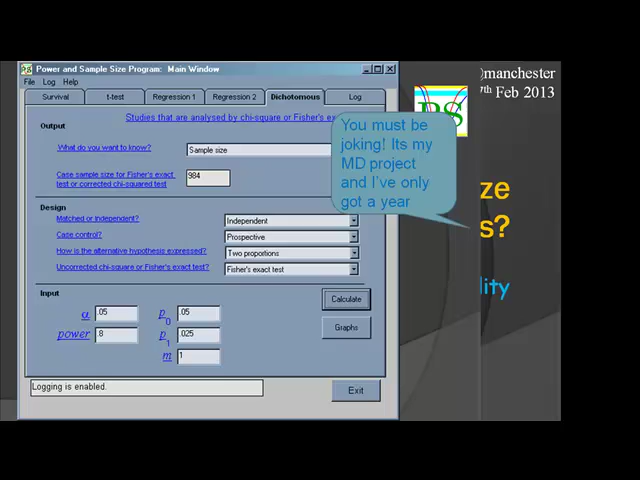 Power and Sample Size Program: Main Window
File Log Help
Survival t-test Regression 1 Regression 2 Dichotomous Log
Studies that are analysed by chi-square or Fisher's
Output
What do you want to know?
Sample size
Case sample size for Fisher's exact
test or corrected chi-squared test
984
Design
Matched or Independent?
Independent
Case control?
Prospective
How is the alternative hypothesis expressed?
Two proportions
Uncorrected chi-square or Fisher's exact test?
Fisher's exact test
Input
α .05 p0 .05
power .8 p1 .025
m 1
Calculate
Graphs
Logging is enabled.
Exit
You must be
joking! Its my
MD project
and I've only
got a year
@manchester
7th Feb 2013
PS
ze
s?
lity